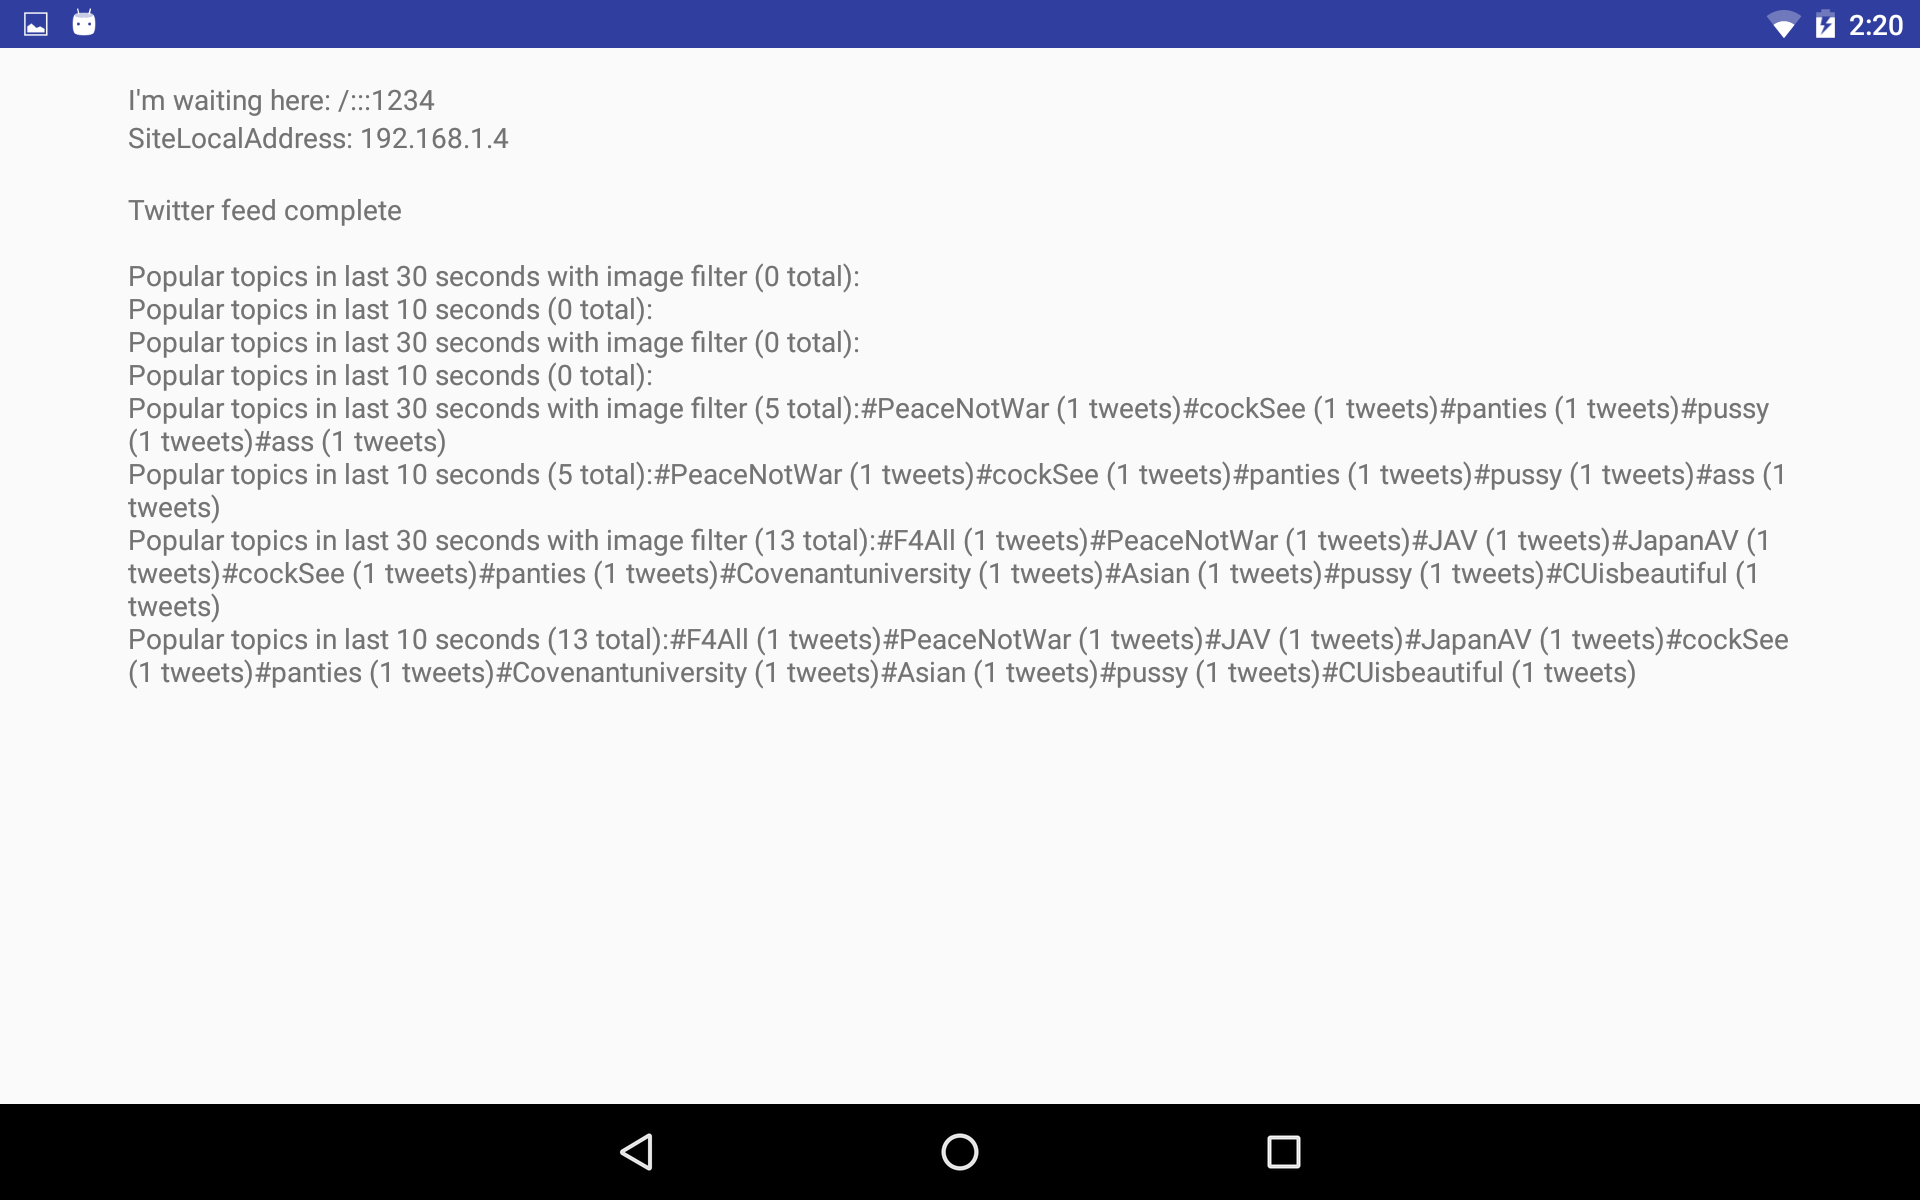 2:20
I'm waiting here: /:::1234
SiteLocalAddress: 192.168.1.4
Twitter feed complete
Popular topics in last 30 seconds with image filter (0 total):
Popular topics in last 10 seconds (0 total):
Popular topics in last 30 seconds with image filter (0 total):
Popular topics in last 10 seconds (0 total):
Popular topics in last 30 seconds with image filter (5 total):#PeaceNotWar (1 tweets)#cockSee (1 tweets)#panties (1 tweets)#pussy
(1 tweets)#ass (1 tweets)
Popular topics in last 10 seconds (5 total):#PeaceNotWar (1 tweets)#cockSee (1 tweets)#panties (1 tweets)#pussy (1 tweets)#ass (1
tweets)
Popular topics in last 30 seconds with image filter (13 total):#F4All (1 tweets)#PeaceNotWar (1 tweets)#JAV (1 tweets)#JapanAV (1
tweets)#cockSee (1 tweets)#panties (1 tweets)#Covenantuniversity (1 tweets)#Asian (1 tweets)#pussy (1 tweets)#CUisbeautiful (1
tweets)
Popular topics in last 10 seconds (13 total):#F4All (1 tweets)#PeaceNotWar (1 tweets)#JAV (1 tweets)#JapanAV (1 tweets)#cockSee
(1 tweets)#panties (1 tweets)#Covenantuniversity (1 tweets)#Asian (1 tweets)#pussy (1 tweets)#CUisbeautiful (1 tweets)